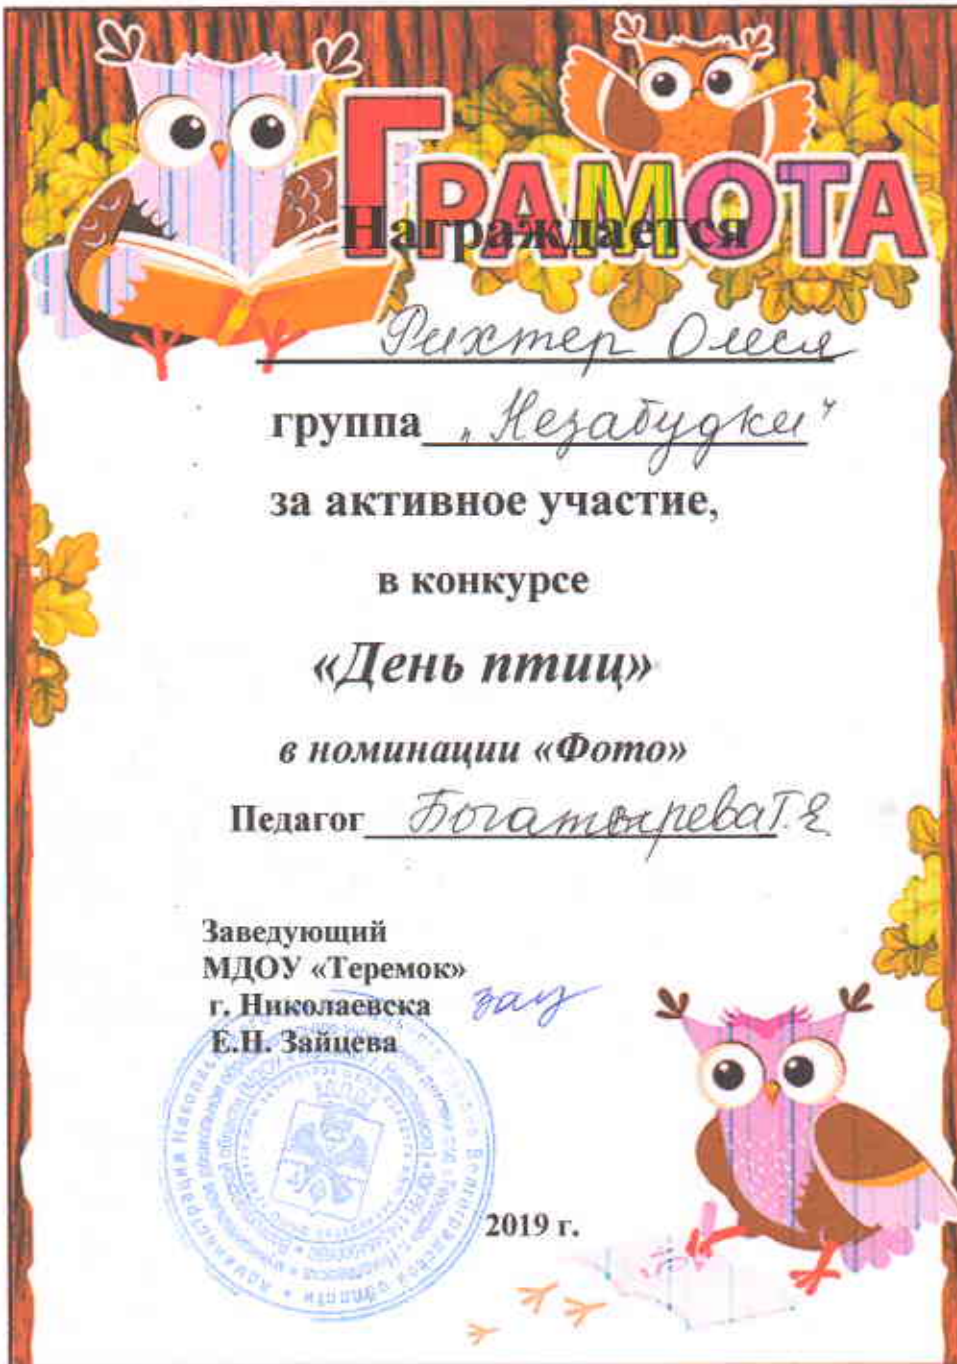 ГРАМОТА
Награждается
Рихтер Олеся
группа „Незабудки“
за активное участие,
в конкурсе
«День птиц»
в номинации «Фото»
Педагог Богатырева Т.Е.
Заведующий
МДОУ «Теремок»
г. Николаевска
Е.Н. Зайцева
2019 г.